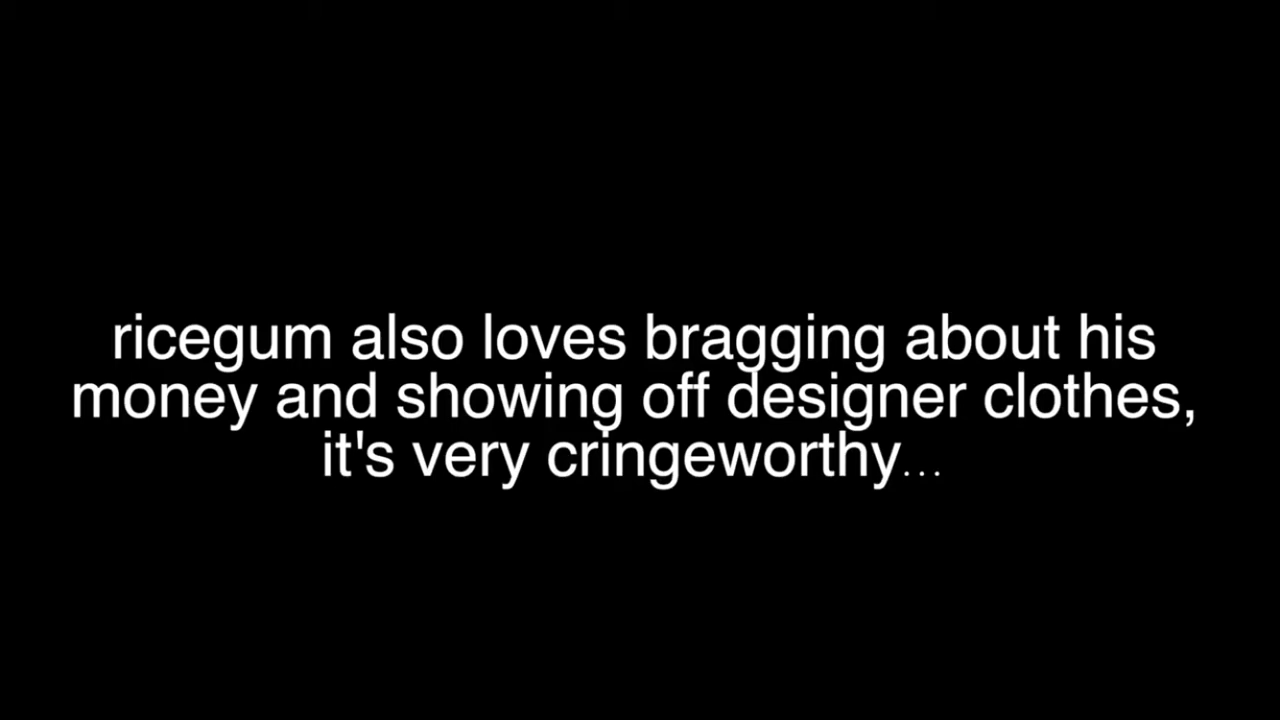 ricegum also loves bragging about his
money and showing off designer clothes,
it's very cringeworthy...